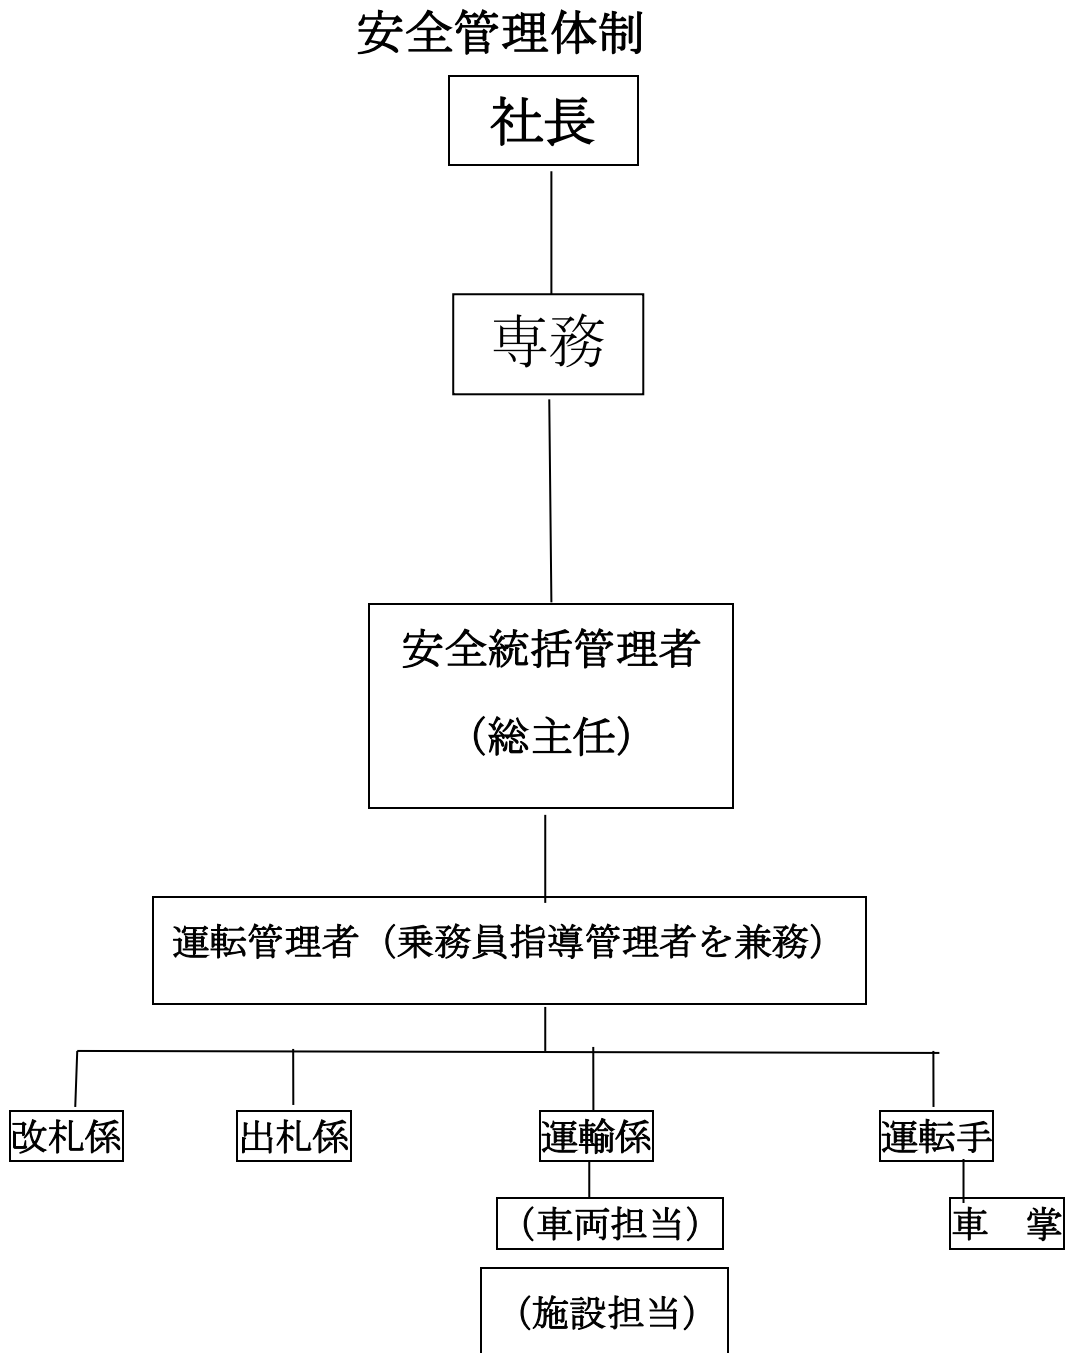 安全管理体制
社長
専務
安全統括管理者
（総主任）
運転管理者（乗務員指導管理者を兼務）
改札係
出札係
運輸係
運転手
（車両担当）
車　掌
（施設担当）